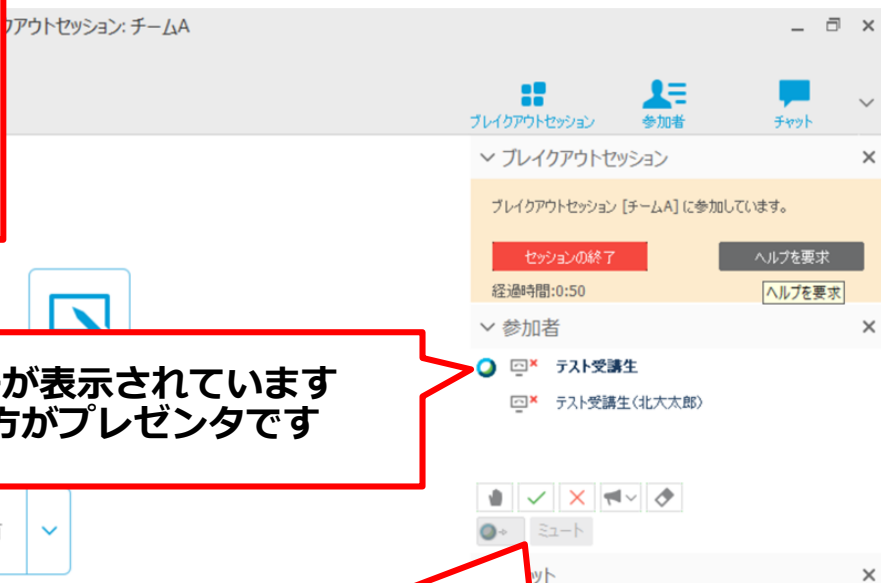 クアウトセッション: チームA
ブレイクアウトセッション
参加者
チャット
ブレイクアウトセッション
ブレイクアウトセッション [チームA] に参加しています。
セッションの終了
ヘルプを要求
経過時間:0:50
ヘルプを要求
参加者
テスト受講生
テスト受講生(北大太郎)
が表示されています
方がプレゼンタです
ミュート
ット